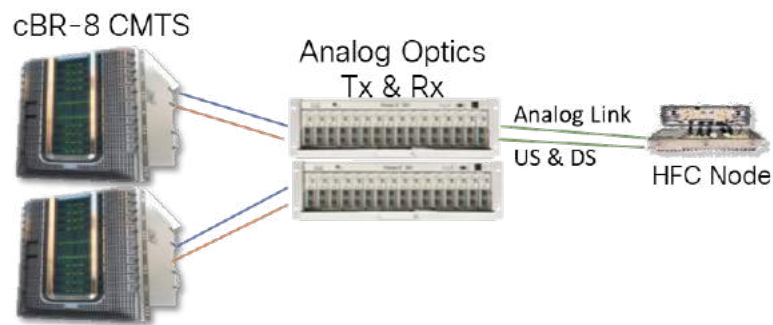 cBR-8 CMTS
Analog Optics
Tx & Rx
Analog Link
US & DS
HFC Node